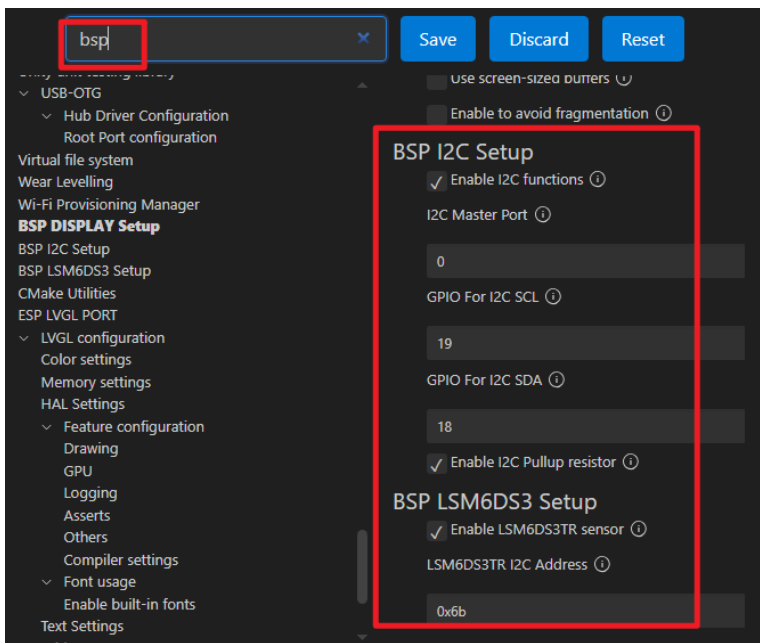 bsp
Save
Discard
Reset
USB-OTG
Hub Driver Configuration
Root Port configuration
Virtual file system
Wear Levelling
Wi-Fi Provisioning Manager
BSP DISPLAY Setup
BSP I2C Setup
BSP LSM6DS3 Setup
CMake Utilities
ESP LVGL PORT
LVGL configuration
Color settings
Memory settings
HAL Settings
Feature configuration
Drawing
GPU
Logging
Asserts
Others
Compiler settings
Font usage
Enable built-in fonts
Text Settings
Use screen-sized buffers
Enable to avoid fragmentation
BSP I2C Setup
Enable I2C functions
I2C Master Port
0
GPIO For I2C SCL
19
GPIO For I2C SDA
18
Enable I2C Pullup resistor
BSP LSM6DS3 Setup
Enable LSM6DS3TR sensor
LSM6DS3TR I2C Address
0x6b